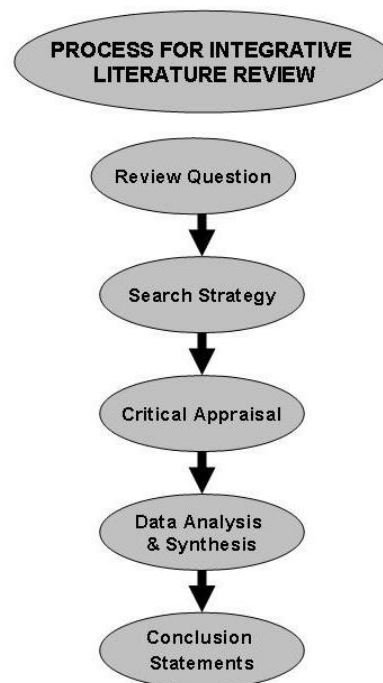 PROCESS FOR INTEGRATIVE
LITERATURE REVIEW
Review Question
Search Strategy
Critical Appraisal
Data Analysis
& Synthesis
Conclusion
Statements